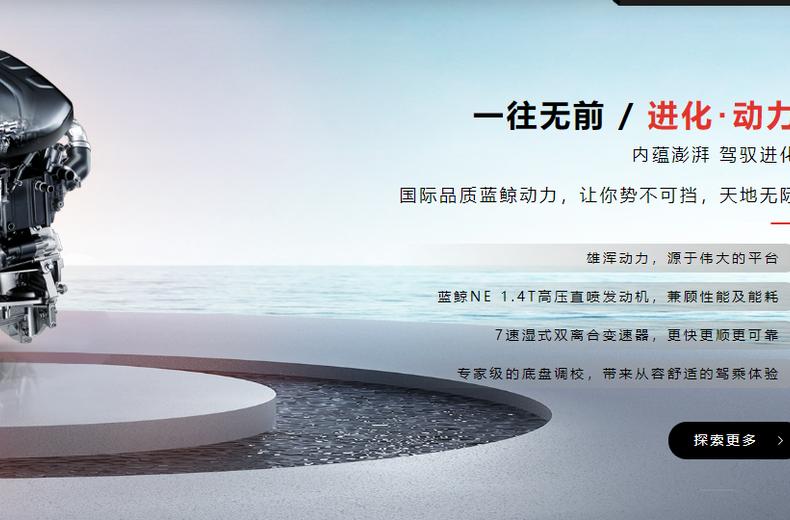 一往无前 / 进化·动力
内蕴澎湃 驾驭进化
国际品质蓝鲸动力，让你势不可挡，天地无际
雄浑动力，源于伟大的平台
蓝鲸NE 1.4T高压直喷发动机，兼顾性能及能耗
7速湿式双离合变速器，更快更顺更可靠
专家级的底盘调校，带来从容舒适的驾乘体验
探索更多 >